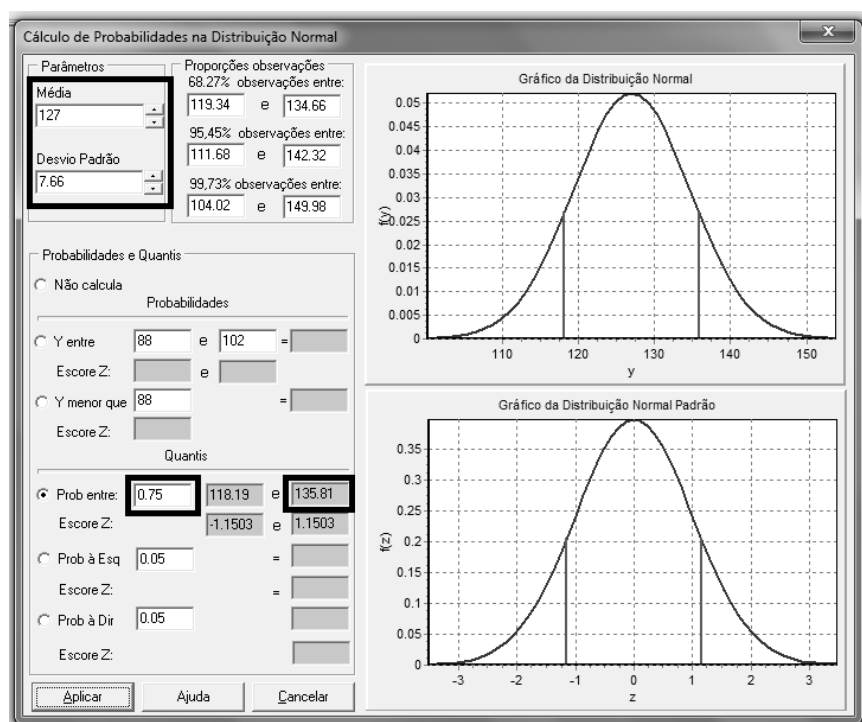 Cálculo de Probabilidades na Distribuição Normal
x
Parâmetros
Média
127
Desvio Padrão
7.66
Proporções observações
68.27% observações entre:
119.34 e 134.66
95,45% observações entre:
111.68 e 142.32
99,73% observações entre:
104.02 e 149.98
Probabilidades e Quantis
Não calcula
Probabilidades
Y entre 88 e 102 =
Escore Z: e
Y menor que 88 =
Escore Z:
Quantis
Prob entre: 0.75 118.19 e 135.81
Escore Z: -1.1503 e 1.1503
Prob à Esq 0.05 =
Escore Z: =
Prob à Dir 0.05
Escore Z:
Aplicar Ajuda Cancelar
Gráfico da Distribuição Normal
0.05
0.045
0.04
0.035
0.03
0.025
0.02
0.015
0.01
0.005
0
f(y)
110 120 130 140 150
y
Gráfico da Distribuição Normal Padrão
0.35
0.3
0.25
0.2
0.15
0.1
0.05
0
f(z)
-3 -2 -1 0 1 2 3
z